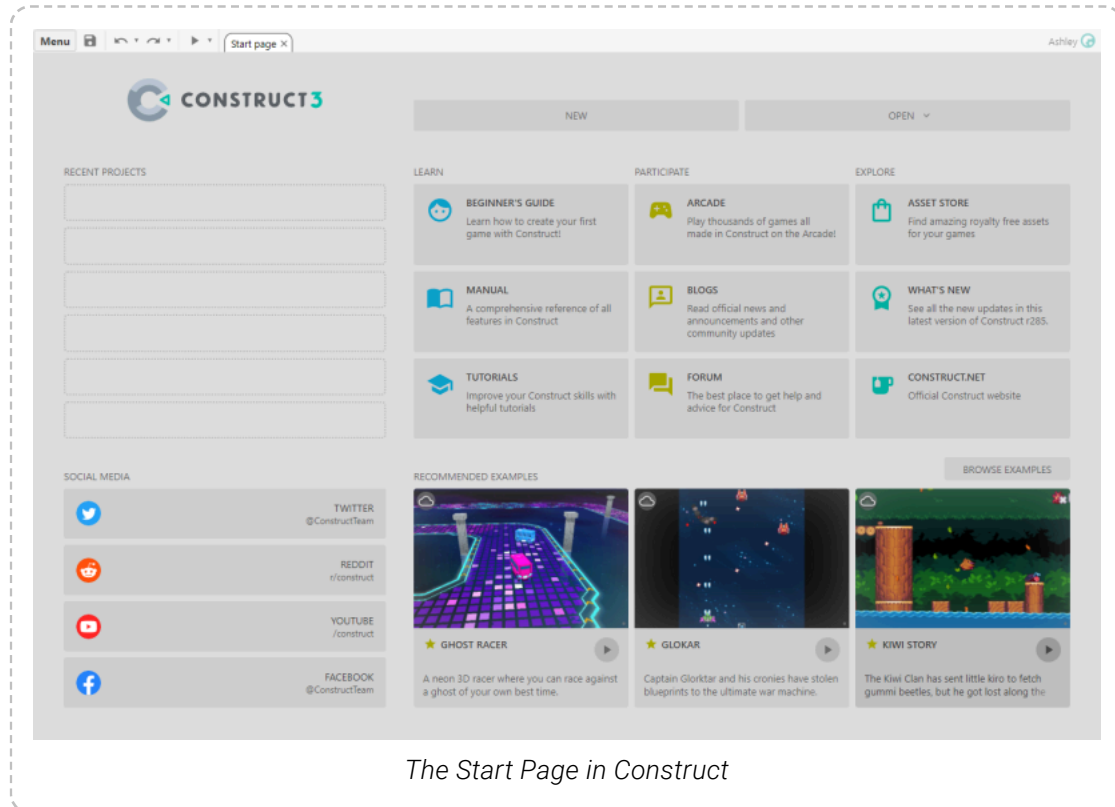 Menu
Start page ×
Ashley
CONSTRUCT3
NEW
OPEN
RECENT PROJECTS
LEARN
BEGINNER'S GUIDE
Learn how to create your first
game with Construct!
MANUAL
A comprehensive reference of all
features in Construct
TUTORIALS
Improve your Construct skills with
helpful tutorials
PARTICIPATE
ARCADE
Play thousands of games all
made in Construct on the Arcade!
BLOGS
Read official news and
announcements and other
community updates
FORUM
The best place to get help and
advice for Construct
EXPLORE
ASSET STORE
Find amazing royalty free assets
for your games
WHAT'S NEW
See all the new updates in this
latest version of Construct r285.
CONSTRUCT.NET
Official Construct website
SOCIAL MEDIA
TWITTER
@ConstructTeam
REDDIT
r/construct
YOUTUBE
/construct
FACEBOOK
@ConstructTeam
RECOMMENDED EXAMPLES
BROWSE EXAMPLES
GHOST RACER
A neon 3D racer where you can race against
a ghost of your own best time.
GLOKAR
Captain Glorktar and his cronies have stolen
blueprints to the ultimate war machine.
KIWI STORY
The Kiwi Clan has sent little kiro to fetch
gummi beetles, but he got lost along the
The Start Page in Construct